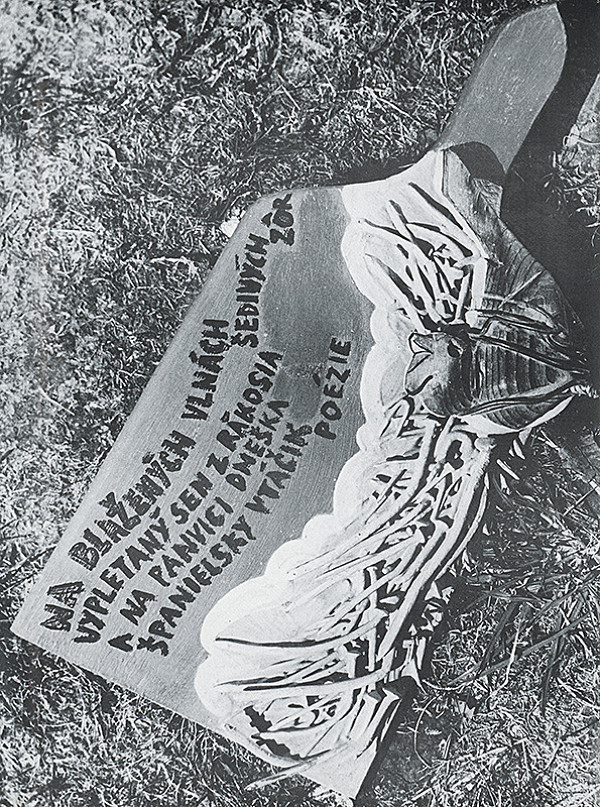 NA BLAŽENÝCH VLNÁCH
VYPLETANÝ SEN Z RÁKOSIA ŠEDIVÝCH
ZÔR
A NA PANVICI DNEŠKA
ŠPANIELSKY VTÁČIK POÉZIE